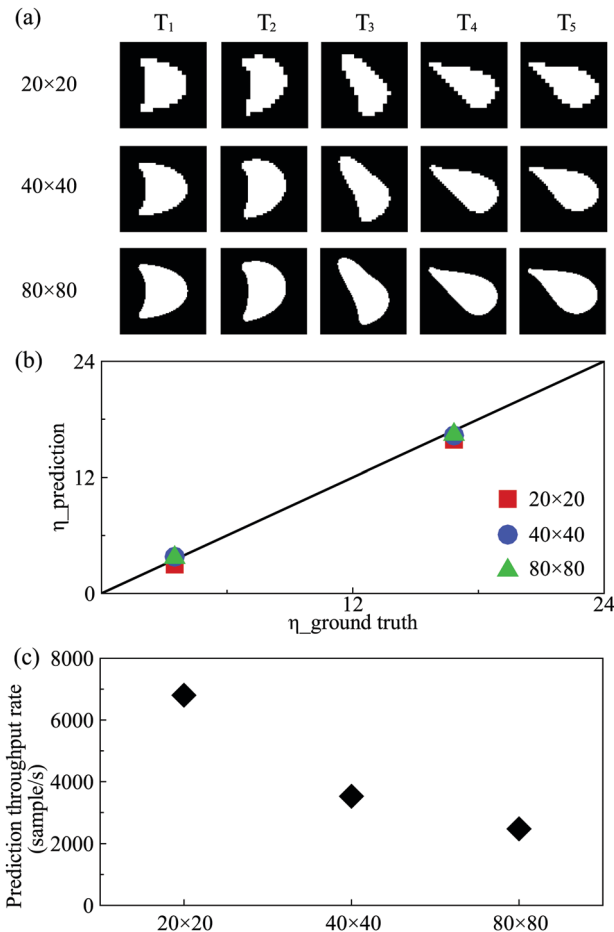 (a)
T₁ T₂ T₃ T₄ T₅
20×20
40×40
80×80
(b)
24
12
0
η_prediction
20×20
40×40
80×80
12
24
η_ground truth
(c)
8000
6000
4000
2000
0
Prediction throughput rate
(sample/s)
20×20 40×40 80×80